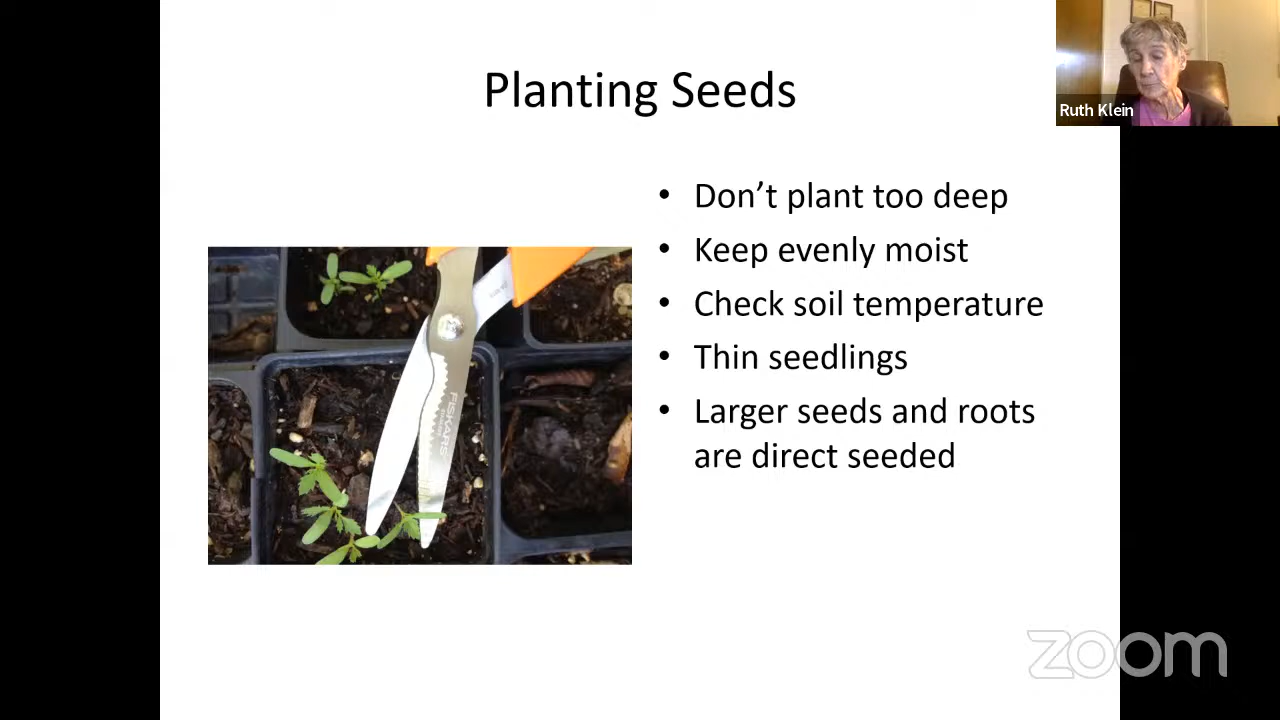 Planting Seeds
Ruth Klein
• Don’t plant too deep
• Keep evenly moist
• Check soil temperature
• Thin seedlings
• Larger seeds and roots
are direct seeded
FISKARS
zoom